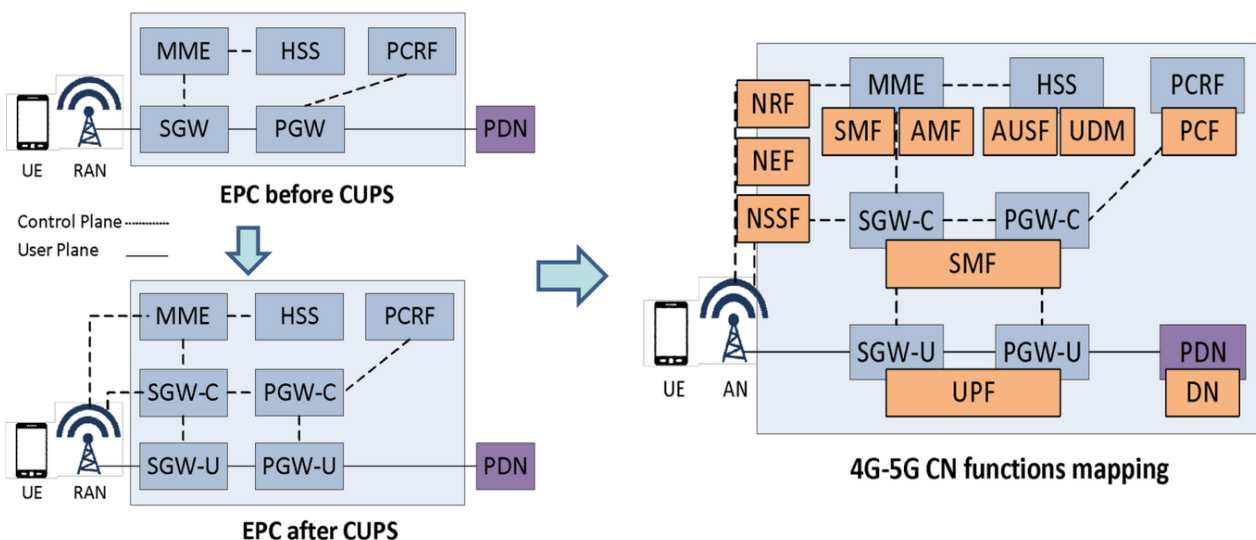 MME
HSS
PCRF
SGW
PGW
PDN
UE
RAN
EPC before CUPS
Control Plane
User Plane
MME
HSS
PCRF
SGW-C
PGW-C
SGW-U
PGW-U
PDN
UE
RAN
EPC after CUPS
NRF
MME
HSS
PCRF
SMF
AMF
AUSF
UDM
PCF
NEF
NSSF
SGW-C
PGW-C
SMF
SGW-U
PGW-U
PDN
UPF
DN
UE
AN
4G-5G CN functions mapping